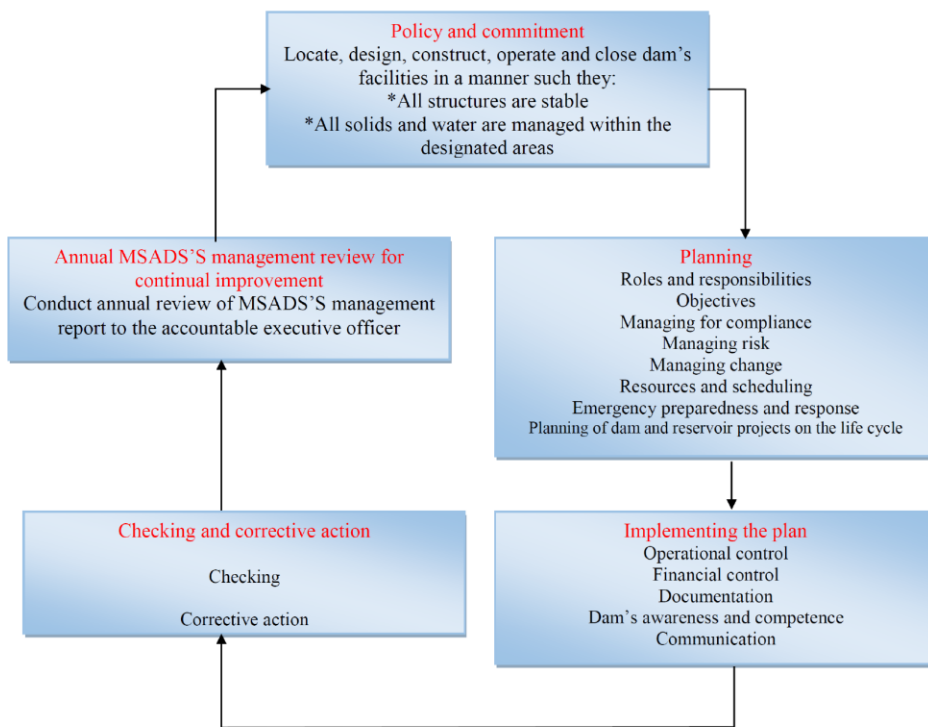 Policy and commitment
Locate, design, construct, operate and close dam's
facilities in a manner such they:
*All structures are stable
*All solids and water are managed within the
designated areas
Planning
Roles and responsibilities
Objectives
Managing for compliance
Managing risk
Managing change
Resources and scheduling
Emergency preparedness and response
Planning of dam and reservoir projects on the life cycle
Implementing the plan
Operational control
Financial control
Documentation
Dam's awareness and competence
Communication
Checking and corrective action
Checking
Corrective action
Annual MSADS'S management review for
continual improvement
Conduct annual review of MSADS'S management
report to the accountable executive officer